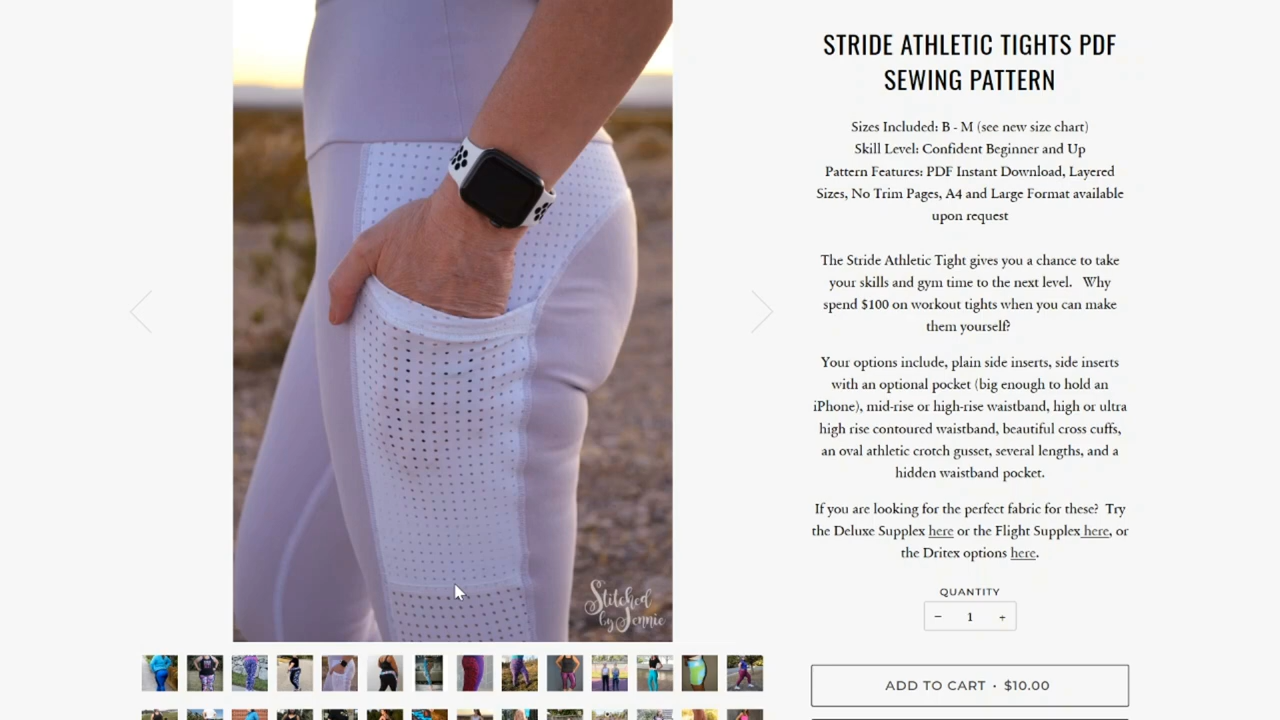 STRIDE ATHLETIC TIGHTS PDF
SEWING PATTERN
Sizes Included: B - M (see new size chart)
Skill Level: Confident Beginner and Up
Pattern Features: PDF Instant Download, Layered
Sizes, No Trim Pages, A4 and Large Format available
upon request
The Stride Athletic Tight gives you a chance to take
your skills and gym time to the next level. Why
spend $100 on workout tights when you can make
them yourself?
Your options include, plain side inserts, side inserts
with an optional pocket (big enough to hold an
iPhone), mid-rise or high-rise waistband, high or ultra
high rise contoured waistband, beautiful cross cuffs,
an oval athletic crotch gusset, several lengths, and a
hidden waistband pocket.
If you are looking for the perfect fabric for these? Try
the Deluxe Supplex here or the Flight Supplex here, or
the Dritex options here.
QUANTITY
− 1 +
ADD TO CART • $10.00
Stitched
by Jennie